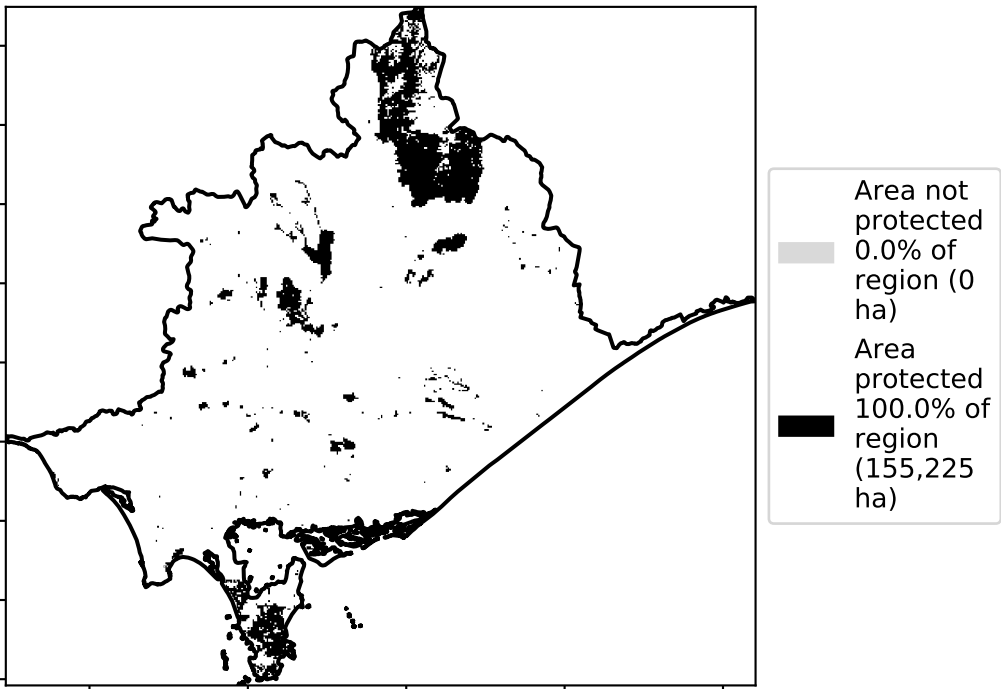 Area not
protected
0.0% of
region (0
ha)
Area
protected
100.0% of
region
(155,225
ha)